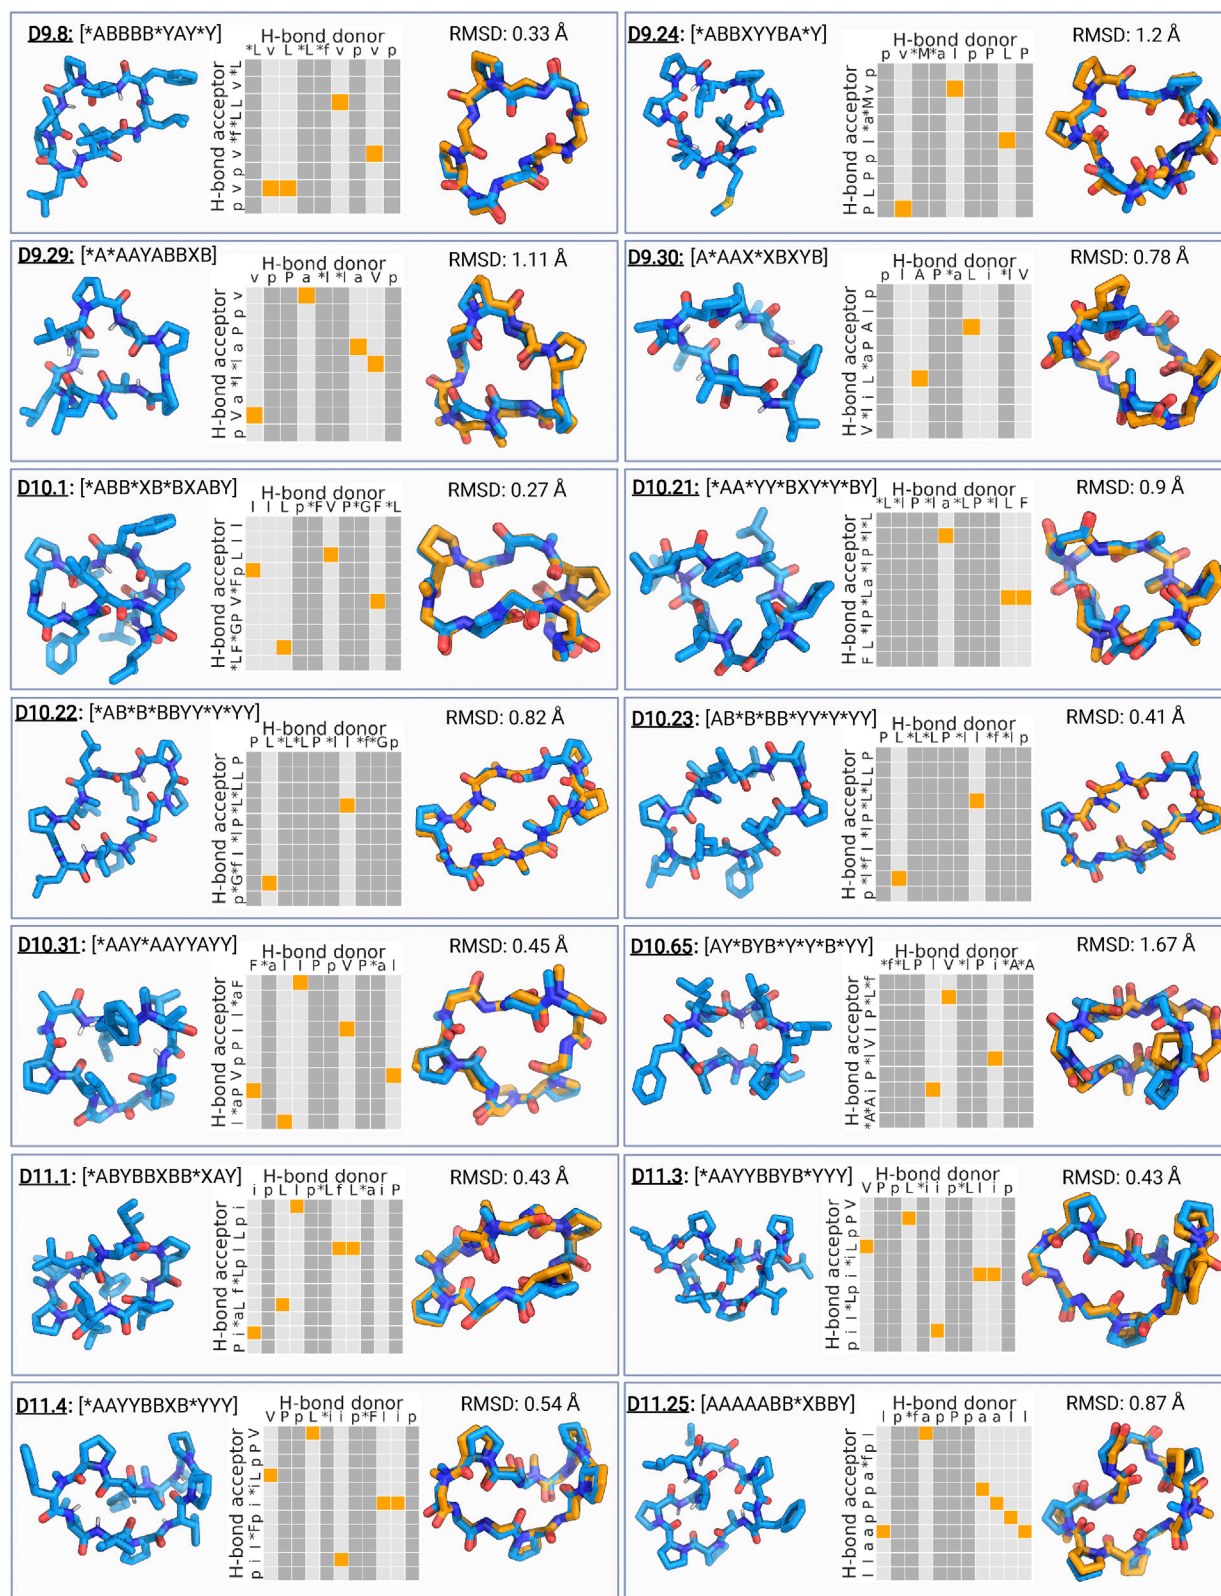 D9.8: [*ABBBB*YAY*Y]
H-bond donor
RMSD: 0.33 Å
*L v L *L *f v p v p
H-bond acceptor
p v p v *f *L L v *L
D9.24: [*ABBXYYBA*Y]
H-bond donor
RMSD: 1.2 Å
p v *M *a I p P L P
H-bond acceptor
P L P p I *a *M v p
D9.29: [*A*AAYABBXB]
H-bond donor
RMSD: 1.11 Å
v p P a *I *I a V p
H-bond acceptor
p V a *I *I a P p v
D9.30: [A*AAX*XBXYB]
H-bond donor
RMSD: 0.78 Å
p I A P *a L i *I V
H-bond acceptor
V *I i L *a P A I p
D10.1: [*ABB*XB*BXABY]
H-bond donor
RMSD: 0.27 Å
I I L p *F V P *G F *L
H-bond acceptor
*L F *G P V *F p L I I
D10.21: [*AA*YY*BXY*Y*BY]
H-bond donor
RMSD: 0.9 Å
*L *I P *I a *L P *I L F
H-bond acceptor
F L *I P *L a *I P *I *L
D10.22: [*AB*B*BBYY*Y*YY]
H-bond donor
RMSD: 0.82 Å
P L *L *L P *I I *f *G p
H-bond acceptor
p *G *f I *I P *L *L L P
D10.23: [AB*B*BB*YY*Y*YY]
H-bond donor
RMSD: 0.41 Å
P L *L *L P *I I *f *I p
H-bond acceptor
p *I *f I *I P *L *L L P
D10.31: [*AAY*AAYYAYY]
H-bond donor
RMSD: 0.45 Å
F *a I I P p V P *a I
H-bond acceptor
I *a P V p P I I *a F
D10.65: [AY*BYB*Y*Y*B*YY]
H-bond donor
RMSD: 1.67 Å
*f *L P I V *I P i *A *A
H-bond acceptor
*A *A i P *I V I P *L *f
D11.1: [*ABYBBXBB*XAY]
H-bond donor
RMSD: 0.43 Å
i p L I p *L f L *a i P
H-bond acceptor
P i *a L f *L p I L p i
D11.3: [*AAYYBBYB*YYY]
H-bond donor
RMSD: 0.43 Å
V P p L *i i p *L I i p
H-bond acceptor
p i I *L p i *i L p P V
D11.4: [*AAYYBBXB*YYY]
H-bond donor
RMSD: 0.54 Å
V P p L *i i p *F I i p
H-bond acceptor
p i I *F p i *i L p P V
D11.25: [AAAAABB*XBBY]
H-bond donor
RMSD: 0.87 Å
I p *f a p P p a a I I
H-bond acceptor
I I a a p P p a *f p I